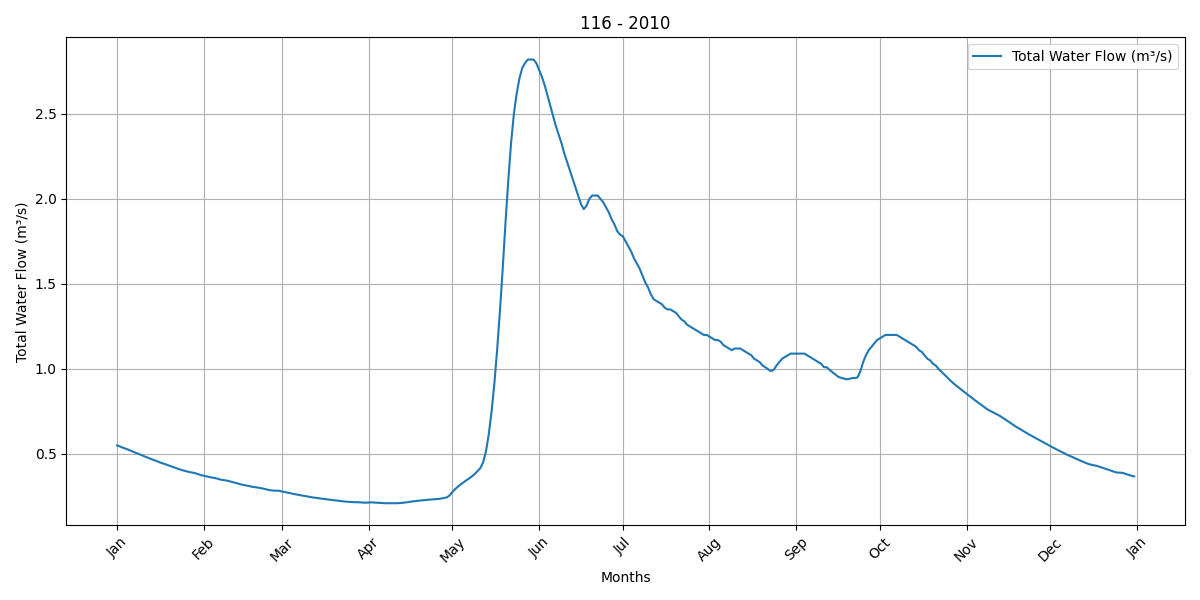 116 - 2010
Total Water Flow (m³/s)
Total Water Flow (m³/s)
2.5
2.0
1.5
1.0
0.5
Jan
Feb
Mar
Apr
May
Jun
Jul
Aug
Sep
Oct
Nov
Dec
Jan
Months